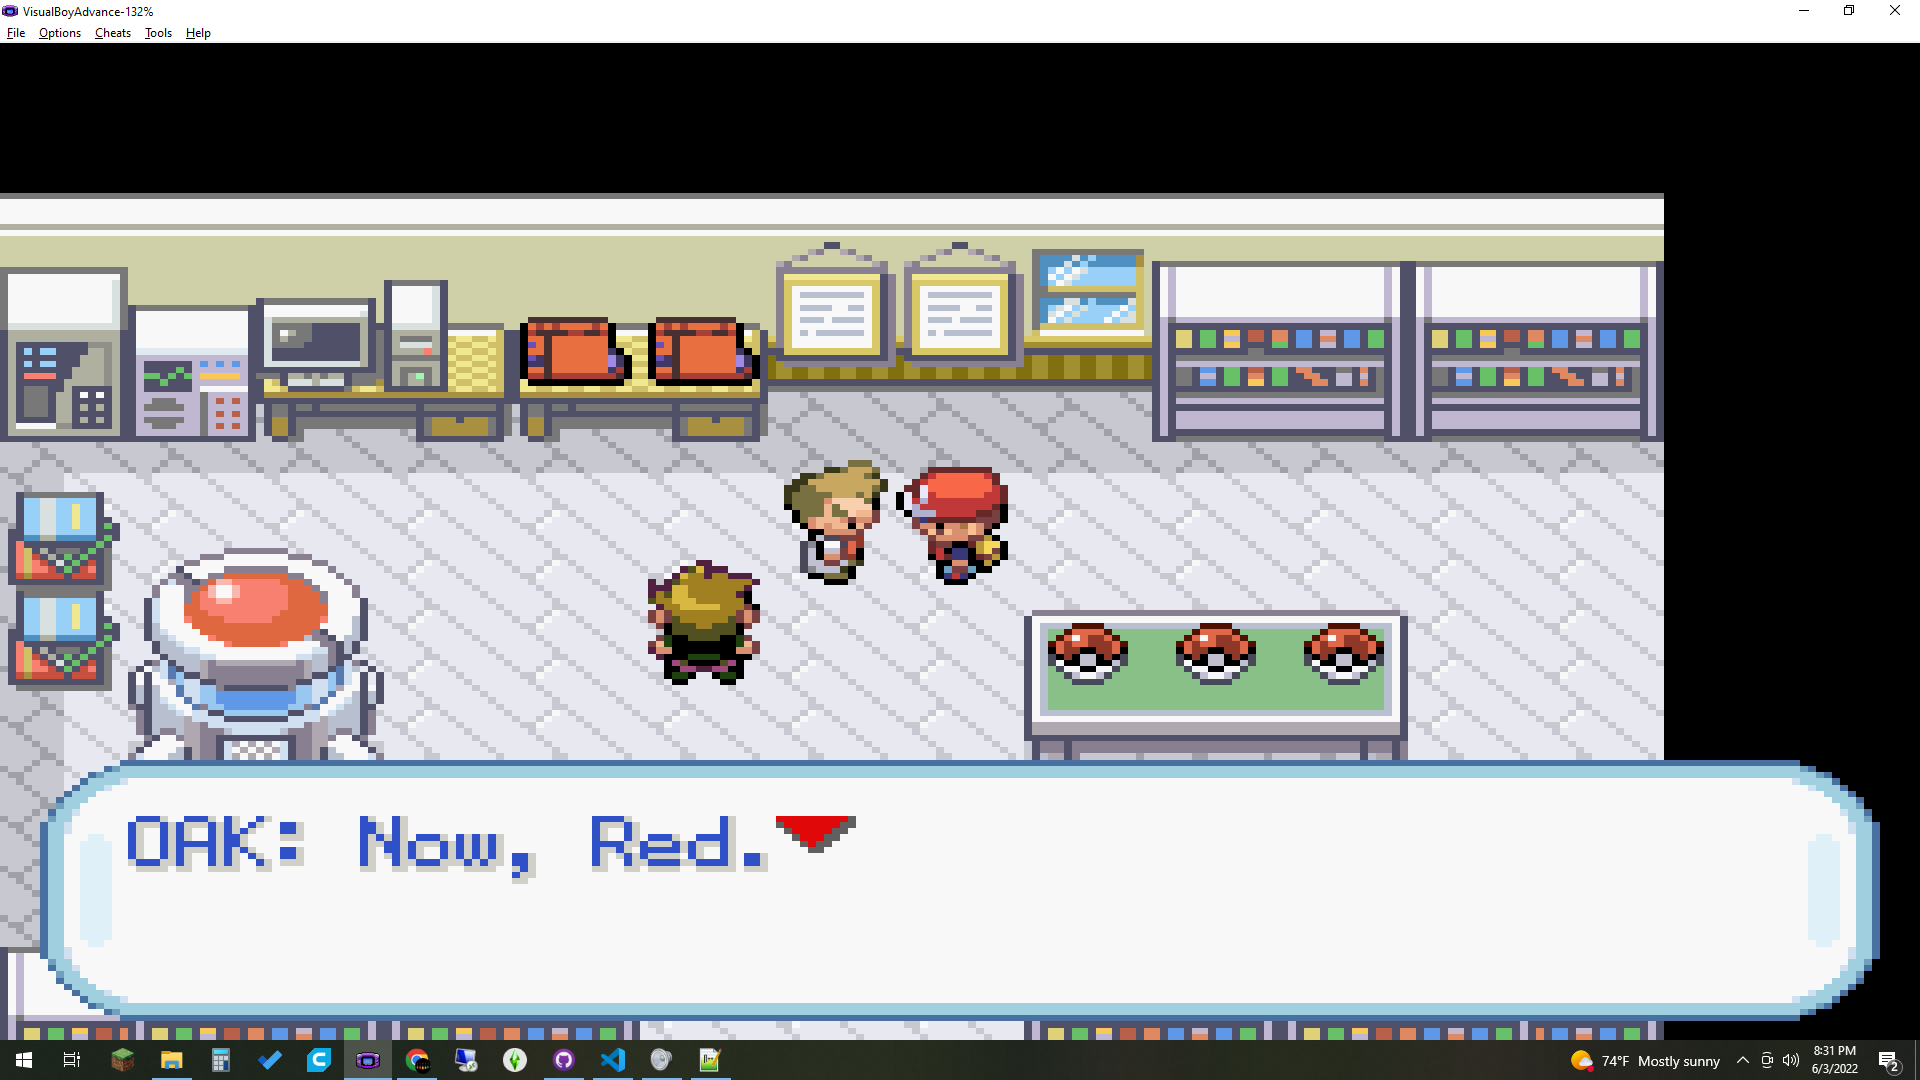 VisualBoyAdvance-132%
File Options Cheats Tools Help
OAK: Now, Red.
74°F Mostly sunny
8:31 PM
6/3/2022
2